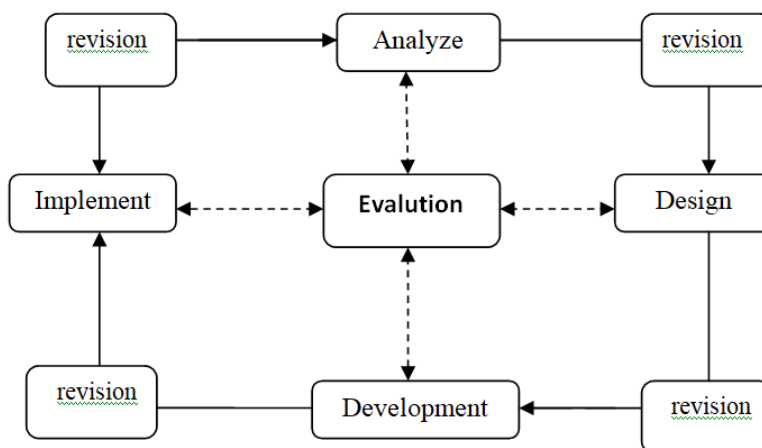 revision
Analyze
revision
Implement
Evalution
Design
revision
Development
revision